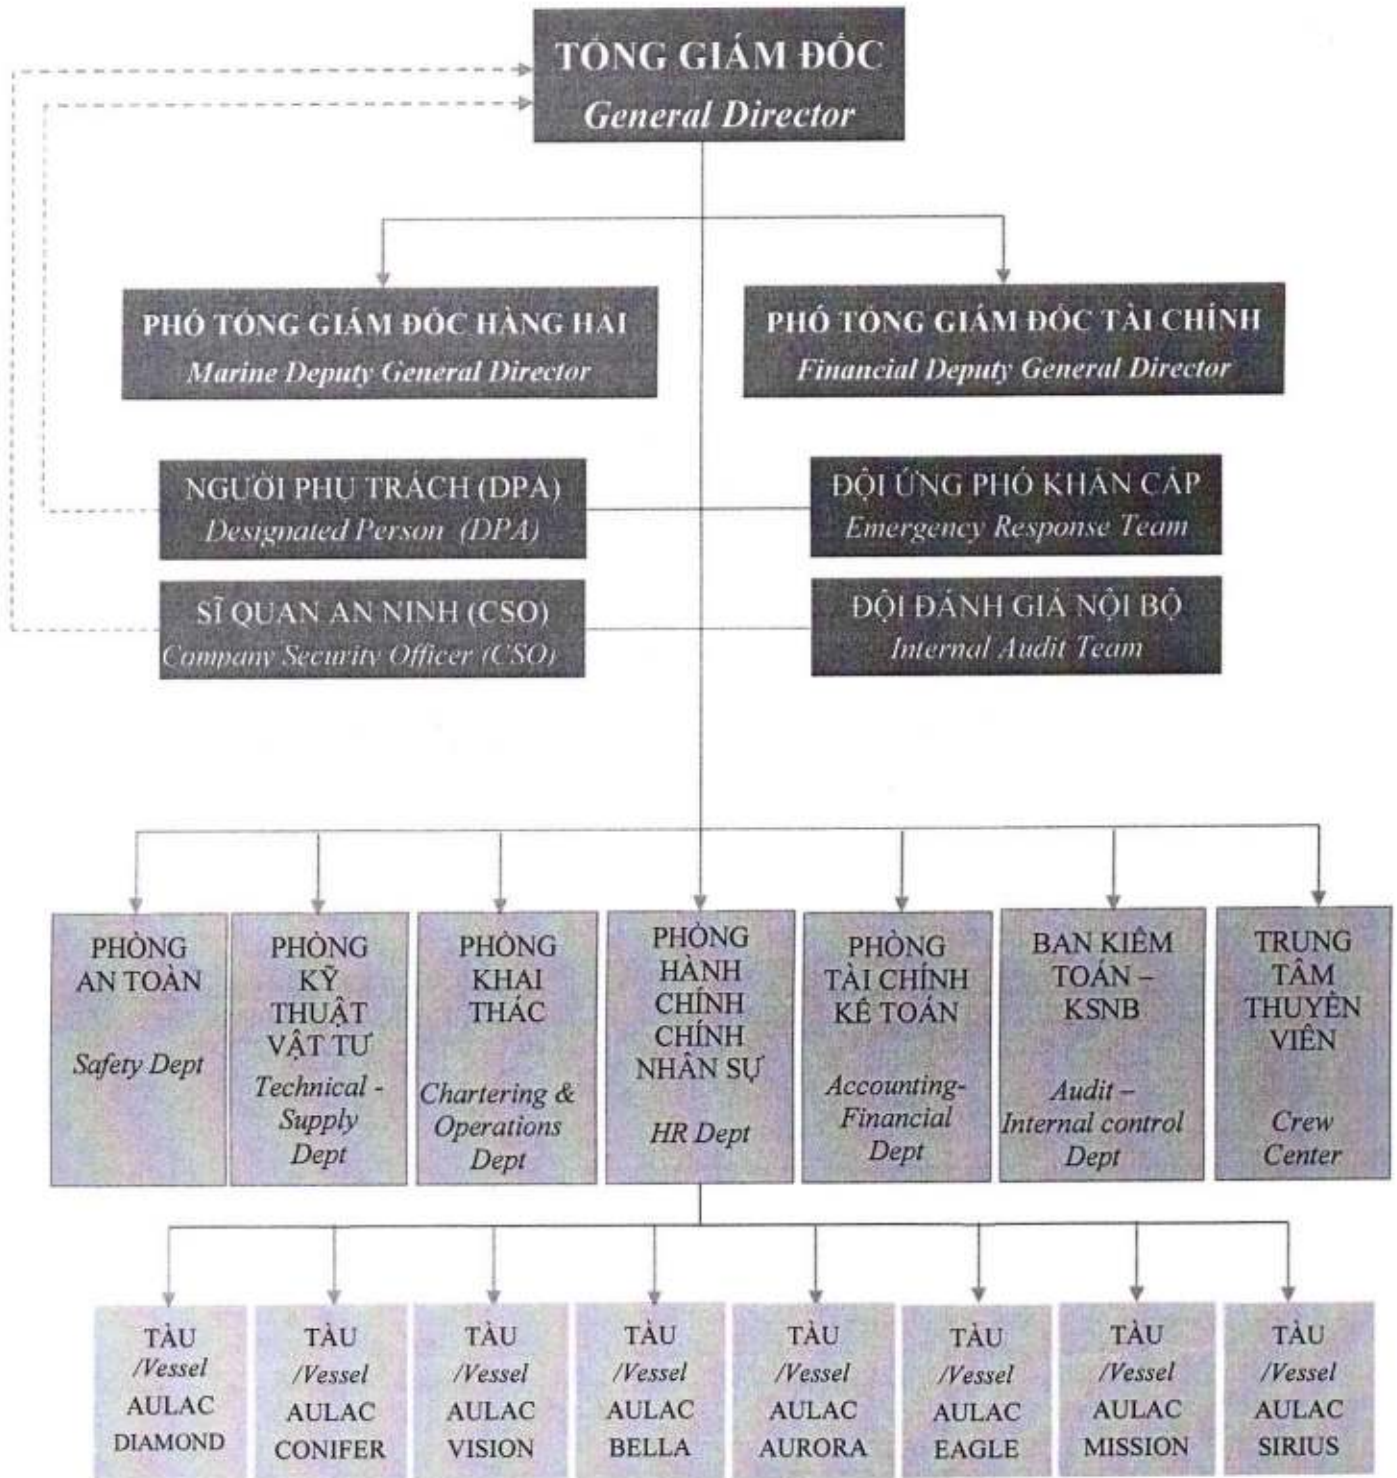 TỔNG GIÁM ĐỐC
General Director
PHÓ TỔNG GIÁM ĐỐC HÀNG HẢI
Marine Deputy General Director
PHÓ TỔNG GIÁM ĐỐC TÀI CHÍNH
Financial Deputy General Director
NGƯỜI PHỤ TRÁCH (DPA)
Designated Person (DPA)
ĐỘI ỨNG PHÓ KHẨN CẤP
Emergency Response Team
SĨ QUAN AN NINH (CSO)
Company Security Officer (CSO)
ĐỘI ĐÁNH GIÁ NỘI BỘ
Internal Audit Team
PHÒNG
AN TOÀN
Safety Dept
PHÒNG
KỸ
THUẬT
VẬT TƯ
Technical -
Supply
Dept
PHÒNG
KHAI
THÁC
Chartering &
Operations
Dept
PHÒNG
HÀNH
CHÍNH
CHÍNH
NHÂN SỰ
HR Dept
PHÒNG
TÀI CHÍNH
KẾ TOÁN
Accounting-
Financial
Dept
BAN KIỂM
TOÁN –
KSNB
Audit –
Internal control
Dept
TRUNG
TÂM
THUYỀN
VIÊN
Crew
Center
TÀU
/Vessel
AULAC
DIAMOND
TÀU
/Vessel
AULAC
CONIFER
TÀU
/Vessel
AULAC
VISION
TÀU
/Vessel
AULAC
BELLA
TÀU
/Vessel
AULAC
AURORA
TÀU
/Vessel
AULAC
EAGLE
TÀU
/Vessel
AULAC
MISSION
TÀU
/Vessel
AULAC
SIRIUS